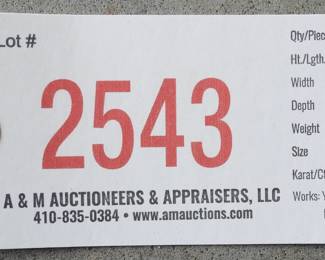 Lot #
2543
A & M AUCTIONEERS & APPRAISERS, LLC
410-835-0384 • www.amauctions.com
Qty/Piec
Ht./Lgth.
Width
Depth
Weight
Size
Karat/Ct
Works: Y